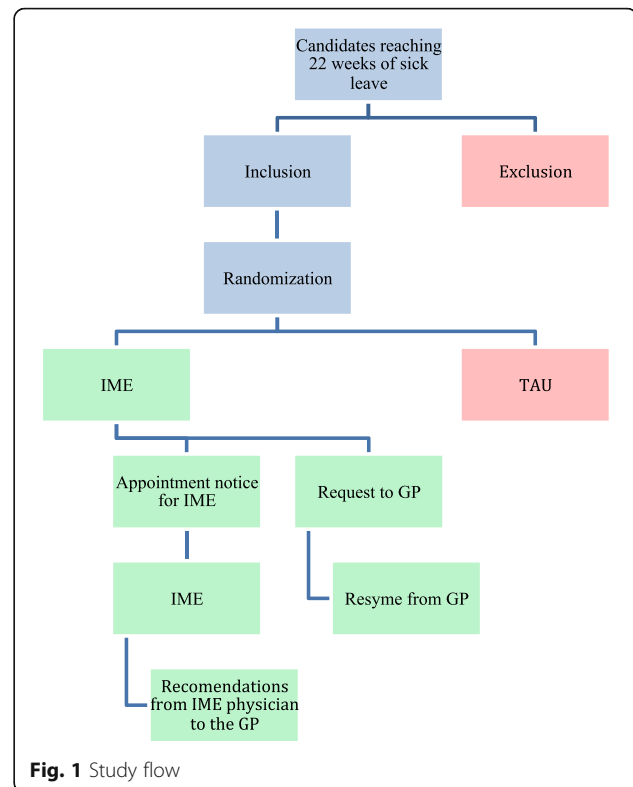 Candidates reaching
22 weeks of sick
leave
Inclusion
Exclusion
Randomization
IME
TAU
Appointment notice
for IME
Request to GP
IME
Resyme from GP
Recomendations
from IME physician
to the GP
Fig. 1 Study flow